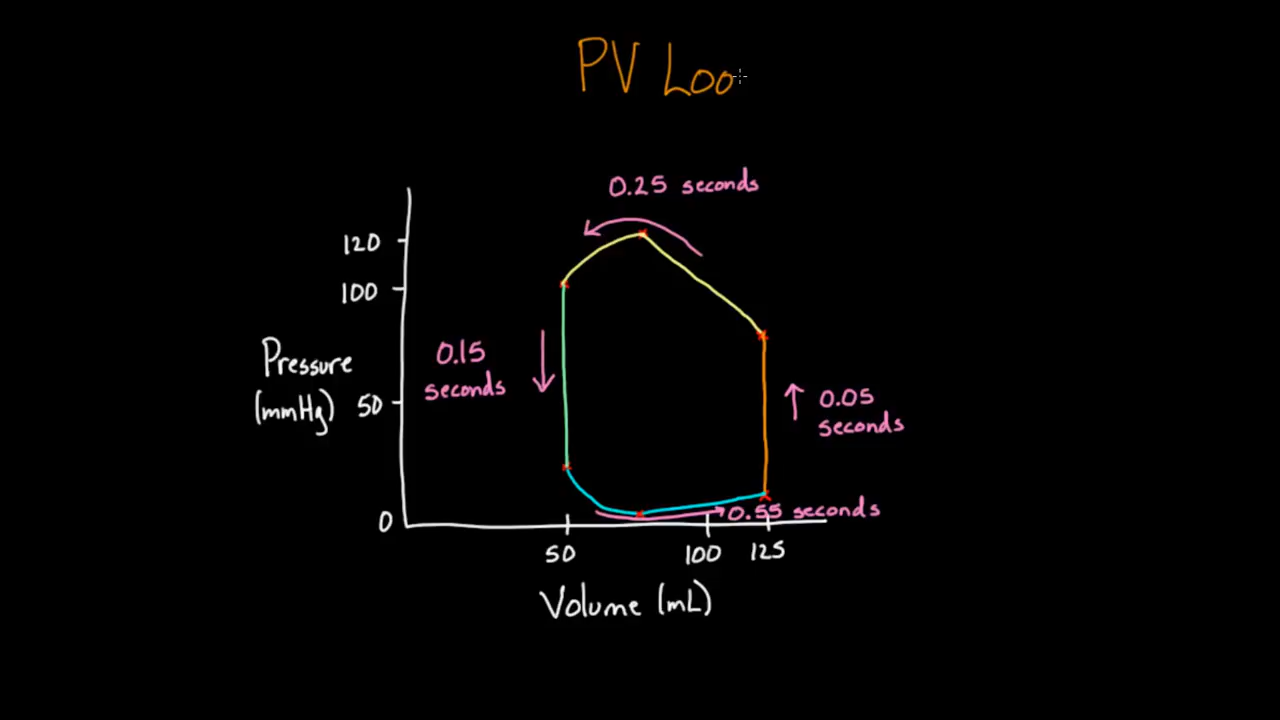 PV Loo
0.25 seconds
120
100
Pressure
(mmHg)
50
0.15
seconds
0.05
seconds
0
0.55 seconds
50
100
125
Volume (mL)